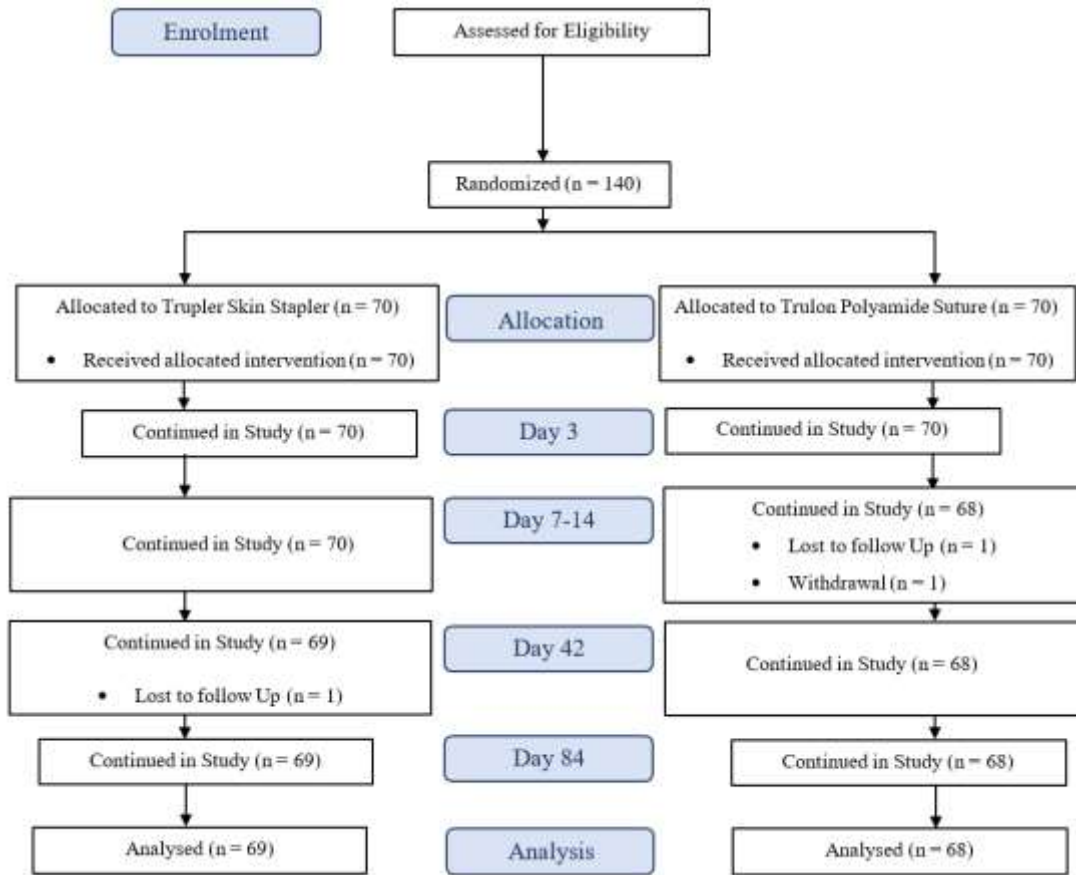 Enrolment
Assessed for Eligibility
Randomized (n = 140)
Allocated to Trupler Skin Stapler (n = 70)
• Received allocated intervention (n = 70)
Allocation
Allocated to Trulon Polyamide Suture (n = 70)
• Received allocated intervention (n = 70)
Continued in Study (n = 70)
Day 3
Continued in Study (n = 70)
Continued in Study (n = 70)
Day 7-14
Continued in Study (n = 68)
• Lost to follow Up (n = 1)
• Withdrawal (n = 1)
Continued in Study (n = 69)
• Lost to follow Up (n = 1)
Day 42
Continued in Study (n = 68)
Continued in Study (n = 69)
Day 84
Continued in Study (n = 68)
Analysed (n = 69)
Analysis
Analysed (n = 68)